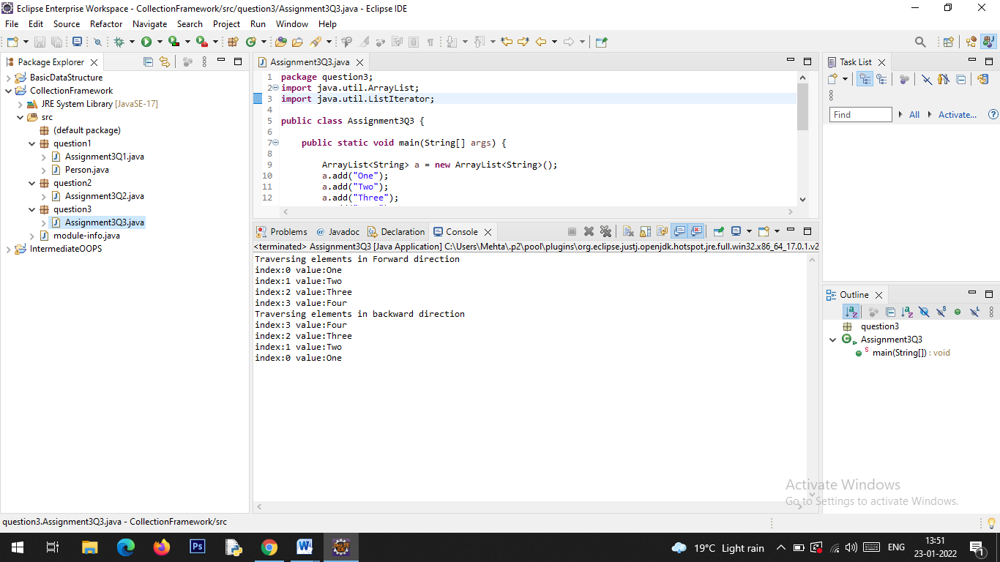 Eclipse Enterprise Workspace - CollectionFramework/src/question3/Assignment3Q3.java - Eclipse IDE
File Edit Source Refactor Navigate Search Project Run Window Help
Package Explorer
BasicDataStructure
CollectionFramework
JRE System Library [JavaSE-17]
src
(default package)
question1
Assignment3Q1.java
Person.java
question2
Assignment3Q2.java
question3
Assignment3Q3.java
module-info.java
IntermediateOOPS
Assignment3Q3.java
1 package question3;
2 import java.util.ArrayList;
3 import java.util.ListIterator;
4
5 public class Assignment3Q3 {
6
7 public static void main(String[] args) {
8
9 ArrayList<String> a = new ArrayList<String>();
10 a.add("One");
11 a.add("Two");
12 a.add("Three");
Problems @ Javadoc Declaration Console
<terminated> Assignment3Q3 [Java Application] C:\Users\Mehta\.p2\pool\plugins\org.eclipse.justj.openjdk.hotspot.jre.full.win32.x86_64_17.0.1.v2
Traversing elements in Forward direction
index:0 value:One
index:1 value:Two
index:2 value:Three
index:3 value:Four
Traversing elements in backward direction
index:3 value:Four
index:2 value:Three
index:1 value:Two
index:0 value:One
Task List
Find All Activate...
Outline
question3
Assignment3Q3
main(String[]) : void
Activate Windows
Go to Settings to activate Windows.
question3.Assignment3Q3.java - CollectionFramework/src
Ps
W
19°C Light rain
ENG
13:51
23-01-2022
1